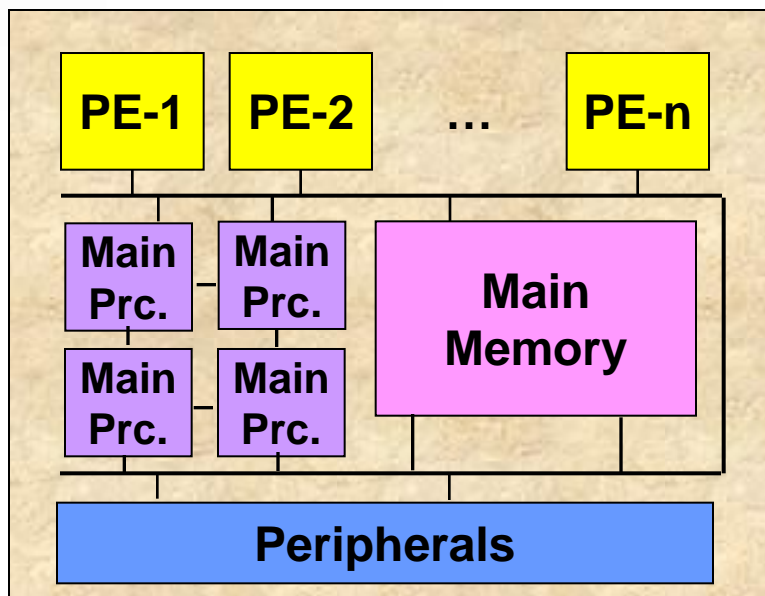 PE-1 PE-2 … PE-n
Main Prc.
Main Prc.
Main Memory
Main Prc.
Main Prc.
Peripherals